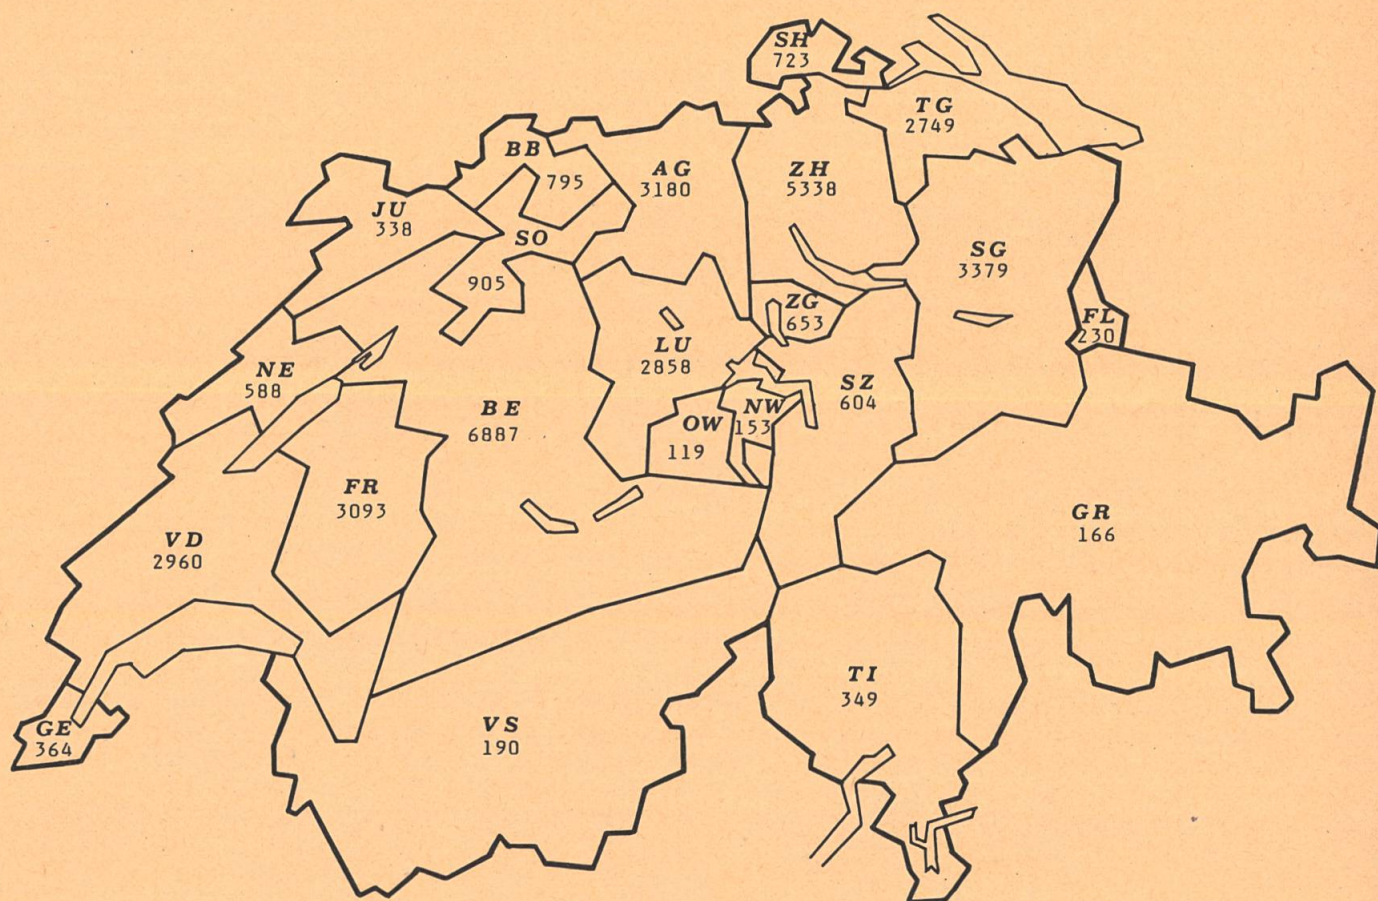 SH
723
TG
2749
BB
795
AG
3180
ZH
5338
JU
338
SO
905
SG
3379
ZG
653
FL
230
LU
2858
NE
588
SZ
604
BE
6887
NW
153
OW
119
FR
3093
GR
166
VD
2960
TI
349
VS
190
GE
364